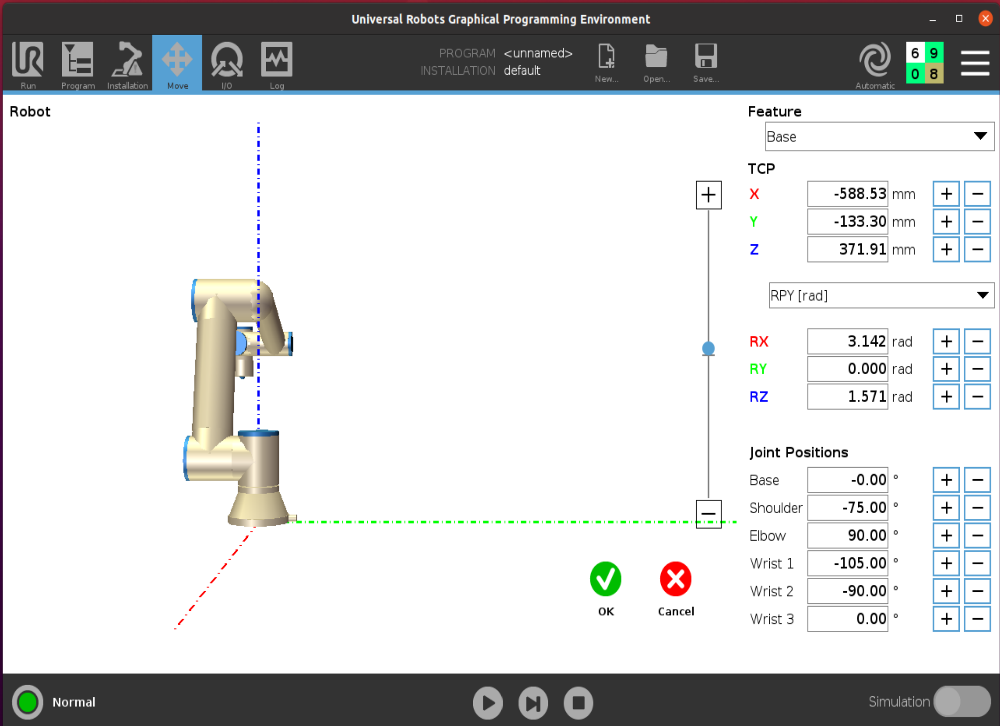 Universal Robots Graphical Programming Environment
Run
Program
Installation
Move
I/O
Log
PROGRAM <unnamed>
INSTALLATION default
New...
Open...
Save...
Automatic
6 9
0 8
Robot
Feature
Base
TCP
X -588.53 mm + −
Y -133.30 mm + −
Z 371.91 mm + −
RPY [rad]
RX 3.142 rad + −
RY 0.000 rad + −
RZ 1.571 rad + −
Joint Positions
Base -0.00 ° + −
Shoulder -75.00 ° + −
Elbow 90.00 ° + −
Wrist 1 -105.00 ° + −
Wrist 2 -90.00 ° + −
Wrist 3 0.00 ° + −
+
−
OK
Cancel
Normal
Simulation